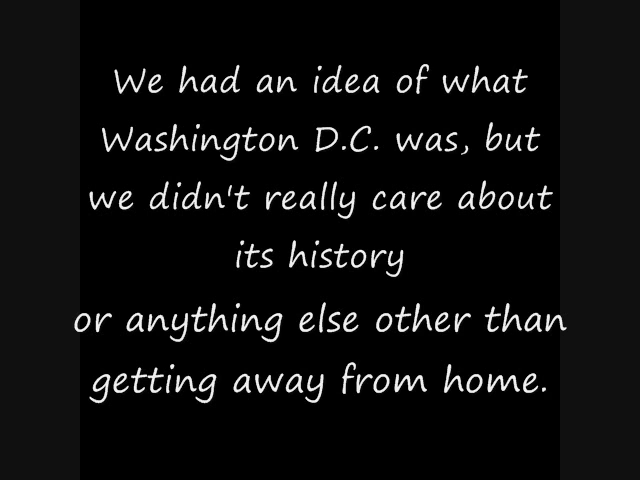 We had an idea of what
Washington D.C. was, but
we didn't really care about
its history
or anything else other than
getting away from home.